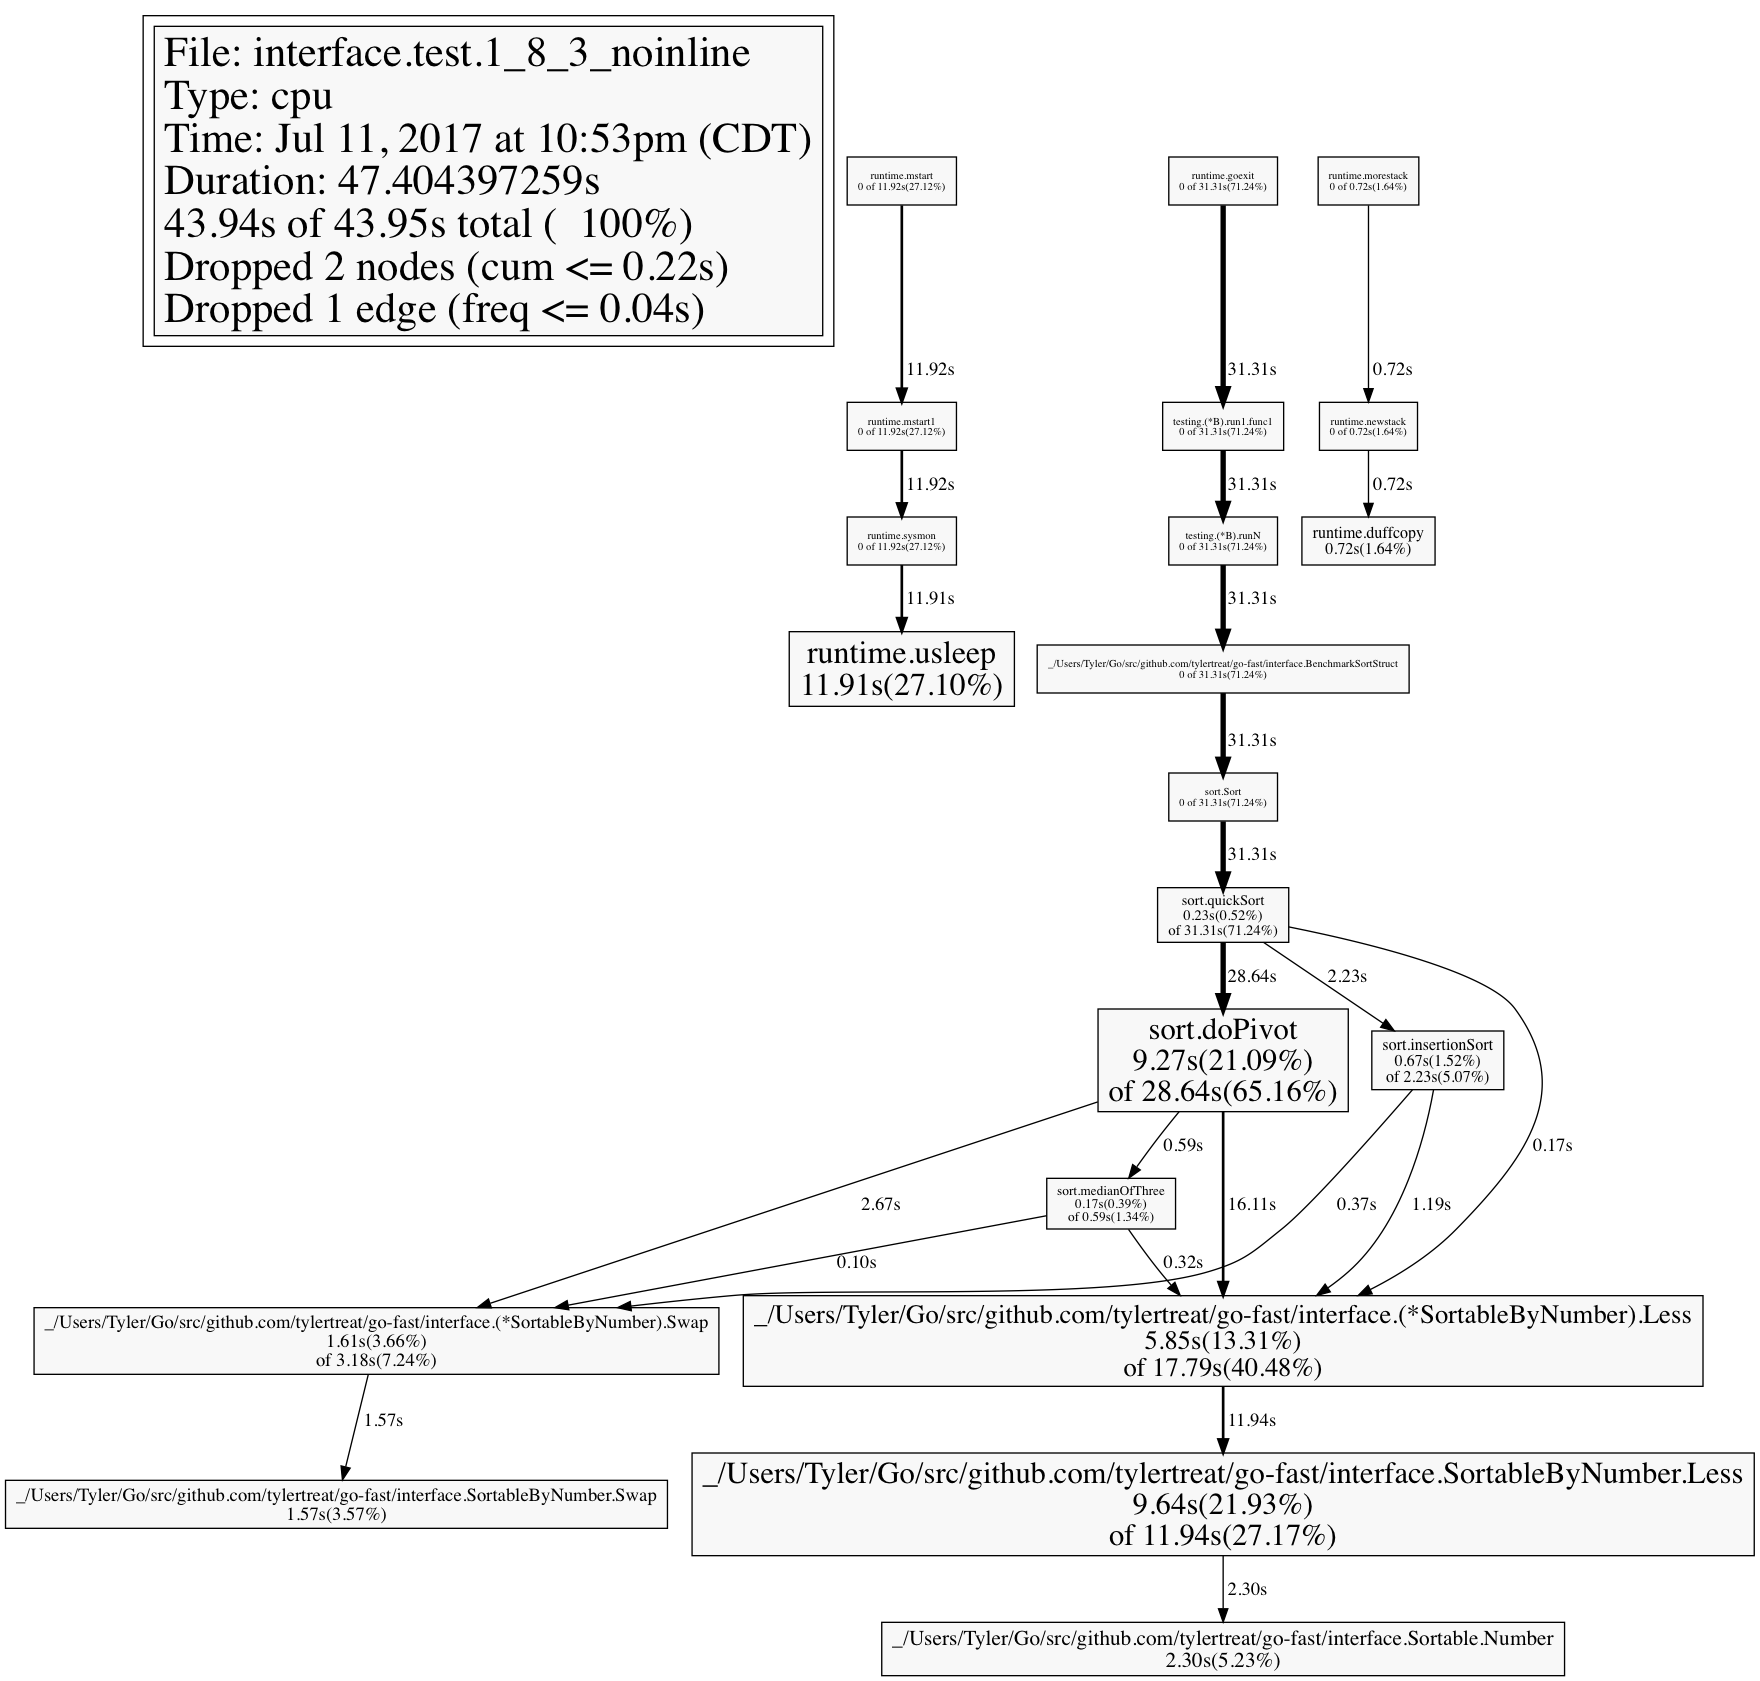 File: interface.test.1_8_3_noinline
Type: cpu
Time: Jul 11, 2017 at 10:53pm (CDT)
Duration: 47.404397259s
43.94s of 43.95s total (  100%)
Dropped 2 nodes (cum <= 0.22s)
Dropped 1 edge (freq <= 0.04s)
runtime.mstart
0 of 11.92s(27.12%)
runtime.goexit
0 of 31.31s(71.24%)
runtime.morestack
0 of 0.72s(1.64%)
11.92s
31.31s
0.72s
runtime.mstart1
0 of 11.92s(27.12%)
testing.(*B).run1.func1
0 of 31.31s(71.24%)
runtime.newstack
0 of 0.72s(1.64%)
11.92s
31.31s
0.72s
runtime.sysmon
0 of 11.92s(27.12%)
testing.(*B).runN
0 of 31.31s(71.24%)
runtime.duffcopy
0.72s(1.64%)
11.91s
31.31s
runtime.usleep
11.91s(27.10%)
_/Users/Tyler/Go/src/github.com/tylertreat/go-fast/interface.BenchmarkSortStruct
0 of 31.31s(71.24%)
31.31s
sort.Sort
0 of 31.31s(71.24%)
31.31s
sort.quickSort
0.23s(0.52%)
of 31.31s(71.24%)
28.64s
2.23s
sort.doPivot
9.27s(21.09%)
of 28.64s(65.16%)
sort.insertionSort
0.67s(1.52%)
of 2.23s(5.07%)
0.59s
0.17s
sort.medianOfThree
0.17s(0.39%)
of 0.59s(1.34%)
2.67s
16.11s
0.37s
1.19s
0.10s
0.32s
_/Users/Tyler/Go/src/github.com/tylertreat/go-fast/interface.(*SortableByNumber).Swap
1.61s(3.66%)
of 3.18s(7.24%)
_/Users/Tyler/Go/src/github.com/tylertreat/go-fast/interface.(*SortableByNumber).Less
5.85s(13.31%)
of 17.79s(40.48%)
1.57s
11.94s
_/Users/Tyler/Go/src/github.com/tylertreat/go-fast/interface.SortableByNumber.Swap
1.57s(3.57%)
_/Users/Tyler/Go/src/github.com/tylertreat/go-fast/interface.SortableByNumber.Less
9.64s(21.93%)
of 11.94s(27.17%)
2.30s
_/Users/Tyler/Go/src/github.com/tylertreat/go-fast/interface.Sortable.Number
2.30s(5.23%)